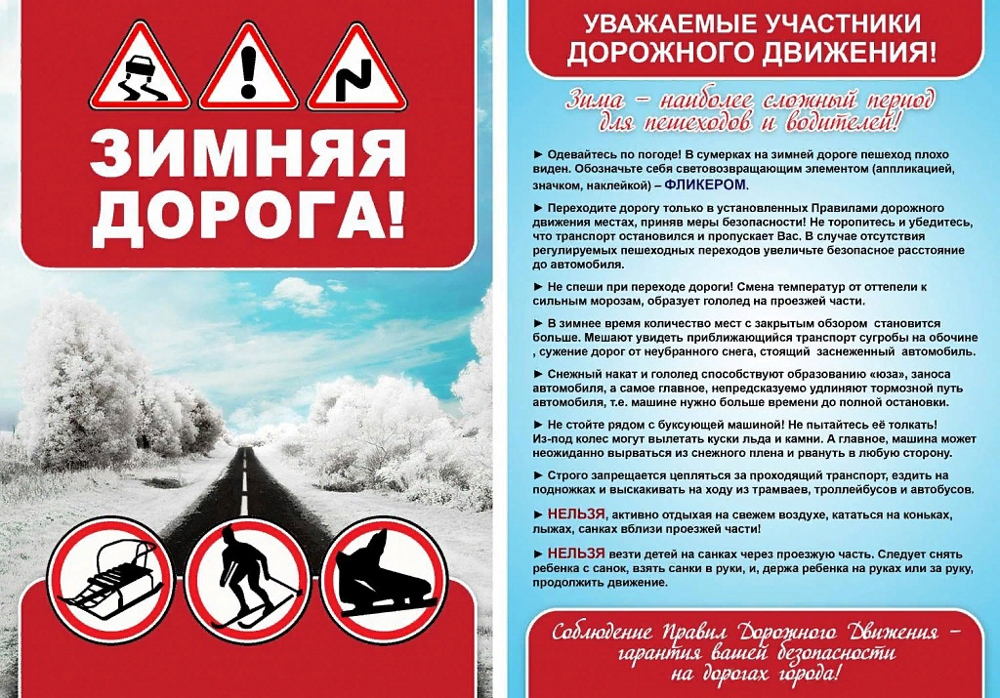 ЗИМНЯЯ
ДОРОГА!
УВАЖАЕМЫЕ УЧАСТНИКИ
ДОРОЖНОГО ДВИЖЕНИЯ!
Зима – наиболее сложный период
для пешеходов и водителей!
► Одевайтесь по погоде! В сумерках на зимней дороге пешеход плохо
виден. Обозначьте себя световозвращающим элементом (аппликацией,
значком, наклейкой) – ФЛИКЕРОМ.
► Переходите дорогу только в установленных Правилами дорожного
движения местах, приняв меры безопасности! Не торопитесь и убедитесь,
что транспорт остановился и пропускает Вас. В случае отсутствия
регулируемых пешеходных переходов увеличьте безопасное расстояние
до автомобиля.
► Не спеши при переходе дороги! Смена температур от оттепели к
сильным морозам, образует гололед на проезжей части.
► В зимнее время количество мест с закрытым обзором становится
больше. Мешают увидеть приближающийся транспорт сугробы на обочине
, сужение дорог от неубранного снега, стоящий заснеженный автомобиль.
► Снежный накат и гололед способствуют образованию «юза», заноса
автомобиля, а самое главное, непредсказуемо удлиняют тормозной путь
автомобиля, т.е. машине нужно больше времени до полной остановки.
► Не стойте рядом с буксующей машиной! Не пытайтесь её толкать!
Из-под колес могут вылетать куски льда и камни. А главное, машина может
неожиданно вырваться из снежного плена и рвануть в любую сторону.
► Строго запрещается цепляться за проходящий транспорт, ездить на
подножках и выскакивать на ходу из трамваев, троллейбусов и автобусов.
► НЕЛЬЗЯ, активно отдыхая на свежем воздухе, кататься на коньках,
лыжах, санках вблизи проезжей части!
► НЕЛЬЗЯ везти детей на санках через проезжую часть. Следует снять
ребенка с санок, взять санки в руки, и, держа ребенка на руках или за руку,
продолжить движение.
Соблюдение Правил Дорожного Движения –
гарантия вашей безопасности
на дорогах города!